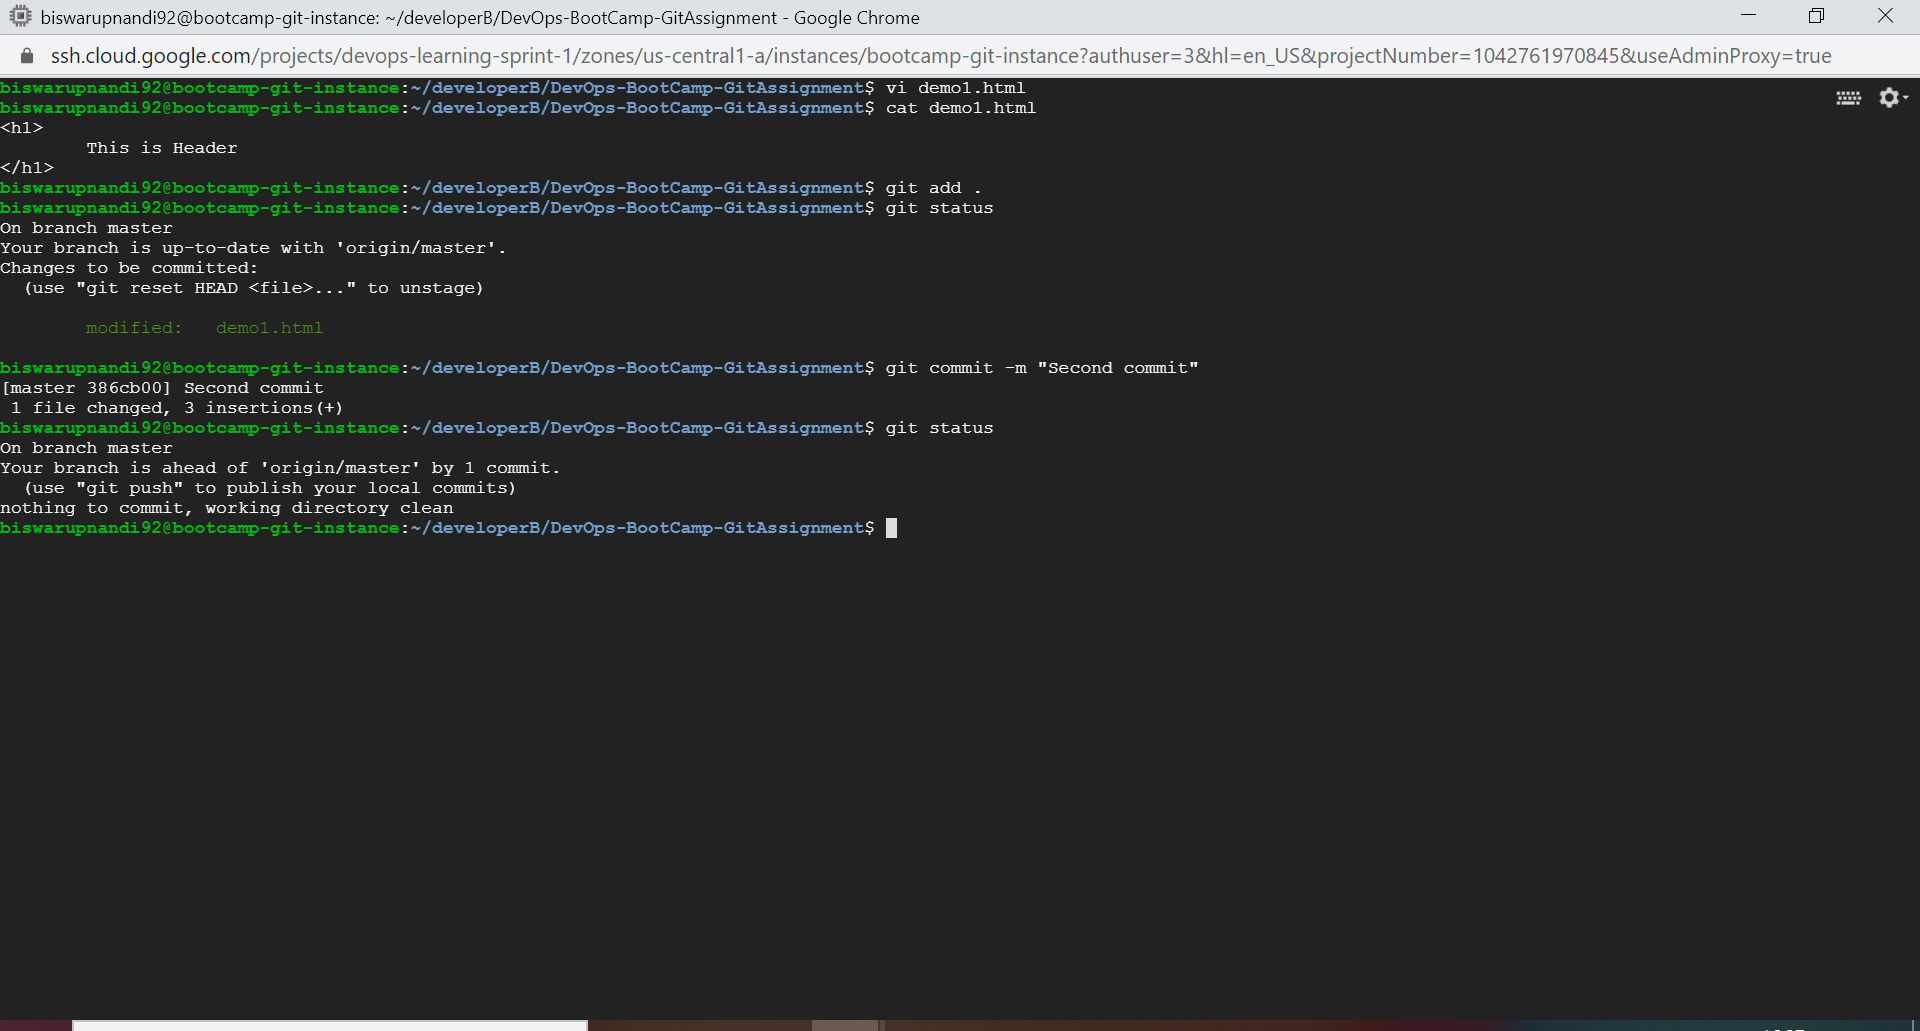 biswarupnandi92@bootcamp-git-instance: ~/developerB/DevOps-BootCamp-GitAssignment - Google Chrome
ssh.cloud.google.com/projects/devops-learning-sprint-1/zones/us-central1-a/instances/bootcamp-git-instance?authuser=3&hl=en_US&projectNumber=1042761970845&useAdminProxy=true
biswarupnandi92@bootcamp-git-instance:~/developerB/DevOps-BootCamp-GitAssignment$ vi demo1.html
biswarupnandi92@bootcamp-git-instance:~/developerB/DevOps-BootCamp-GitAssignment$ cat demo1.html
<h1>
        This is Header
</h1>
biswarupnandi92@bootcamp-git-instance:~/developerB/DevOps-BootCamp-GitAssignment$ git add .
biswarupnandi92@bootcamp-git-instance:~/developerB/DevOps-BootCamp-GitAssignment$ git status
On branch master
Your branch is up-to-date with 'origin/master'.
Changes to be committed:
  (use "git reset HEAD <file>..." to unstage)
        modified:   demo1.html
biswarupnandi92@bootcamp-git-instance:~/developerB/DevOps-BootCamp-GitAssignment$ git commit -m "Second commit"
[master 386cb00] Second commit
 1 file changed, 3 insertions(+)
biswarupnandi92@bootcamp-git-instance:~/developerB/DevOps-BootCamp-GitAssignment$ git status
On branch master
Your branch is ahead of 'origin/master' by 1 commit.
  (use "git push" to publish your local commits)
nothing to commit, working directory clean
biswarupnandi92@bootcamp-git-instance:~/developerB/DevOps-BootCamp-GitAssignment$